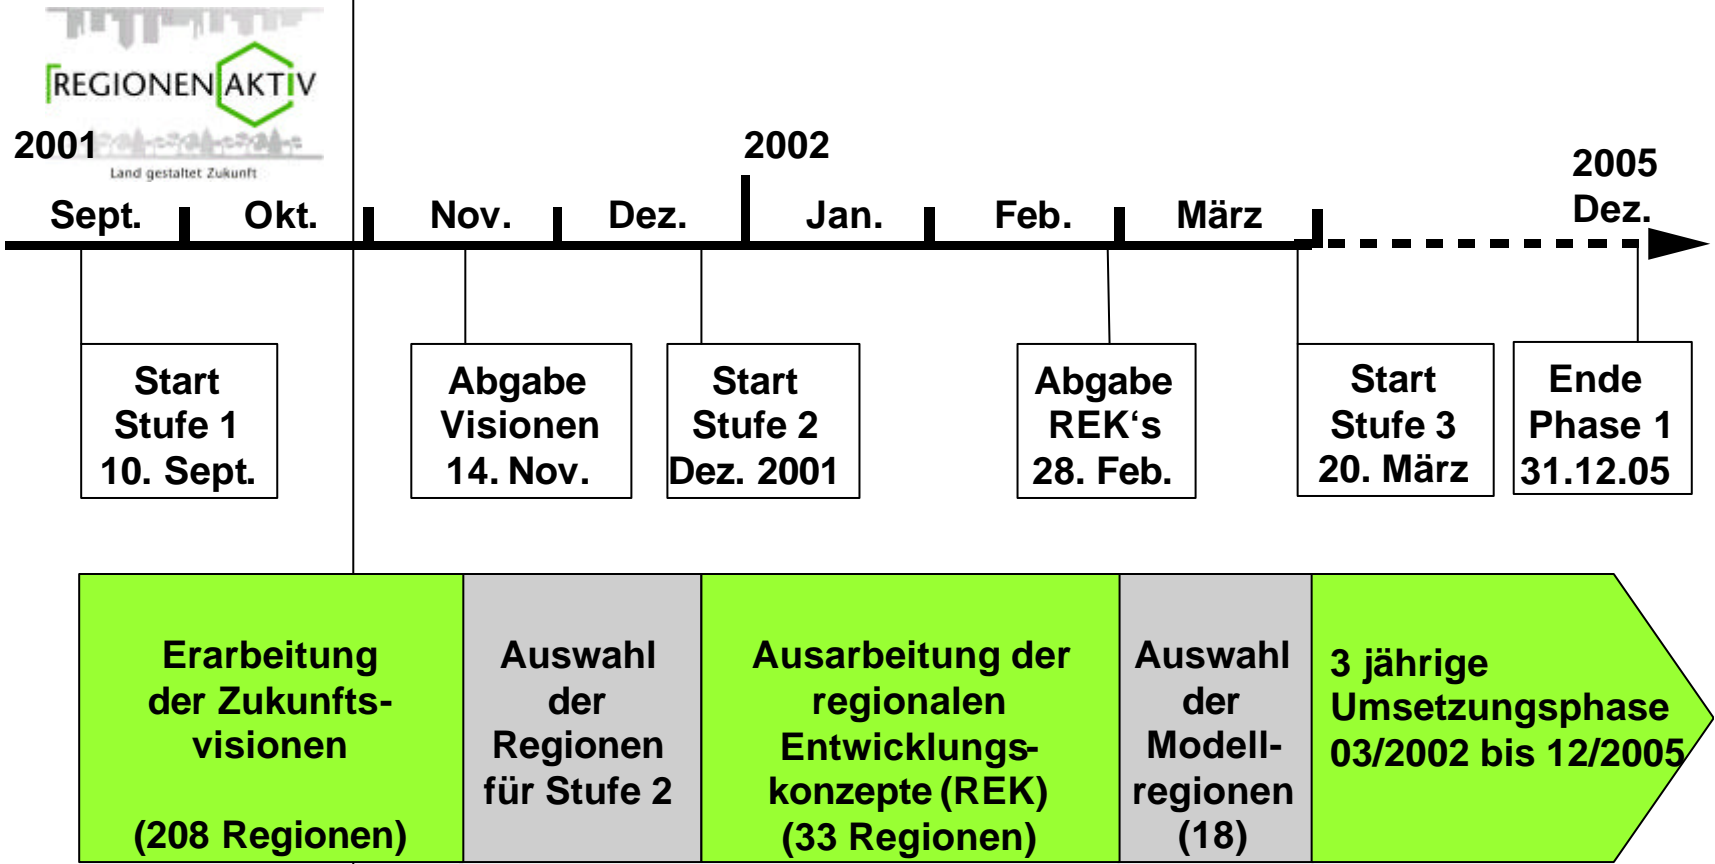 REGIONEN AKTIV
Land gestaltet Zukunft
2001
2002
2005
Dez.
Sept.
Okt.
Nov.
Dez.
Jan.
Feb.
März
Start
Stufe 1
10. Sept.
Abgabe
Visionen
14. Nov.
Start
Stufe 2
Dez. 2001
Abgabe
REK‘s
28. Feb.
Start
Stufe 3
20. März
Ende
Phase 1
31.12.05
Erarbeitung
der Zukunfts-
visionen
(208 Regionen)
Auswahl
der
Regionen
für Stufe 2
Ausarbeitung der
regionalen
Entwicklungs-
konzepte (REK)
(33 Regionen)
Auswahl
der
Modell-
regionen
(18)
3 jährige
Umsetzungsphase
03/2002 bis 12/2005